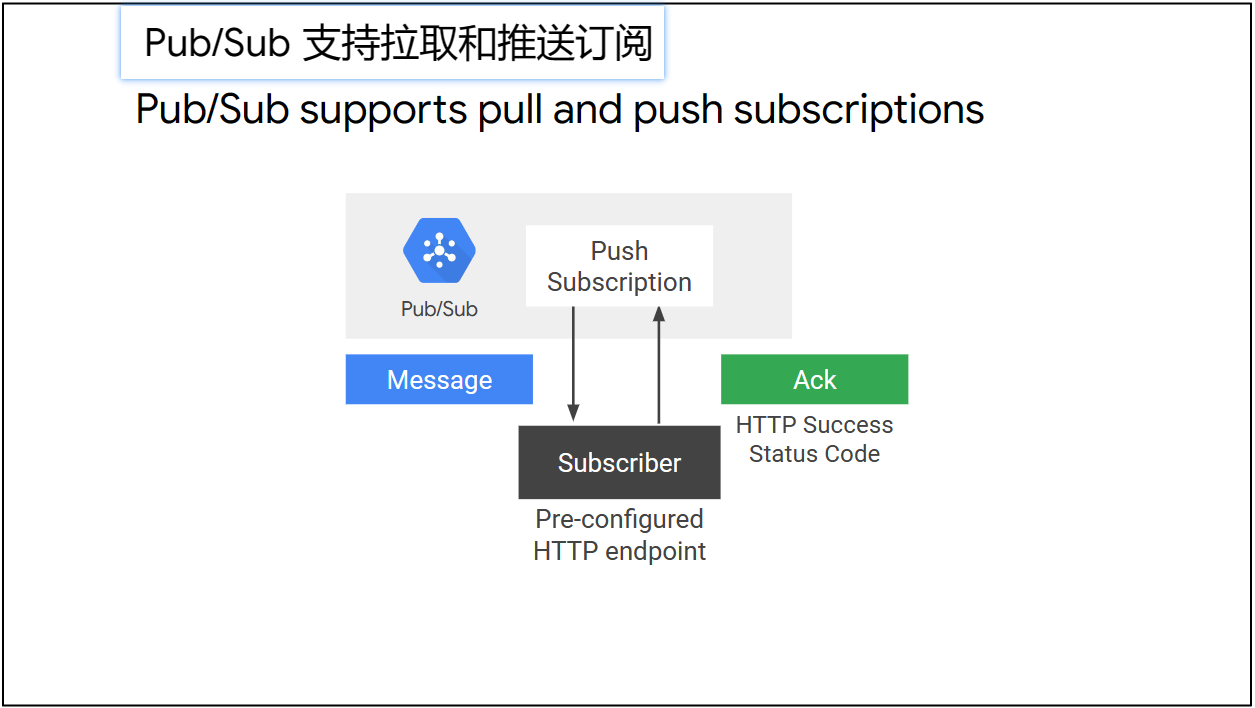 Pub/Sub 支持拉取和推送订阅
Pub/Sub supports pull and push subscriptions
Push
Subscription
Pub/Sub
Message
Ack
HTTP Success
Status Code
Subscriber
Pre-configured
HTTP endpoint